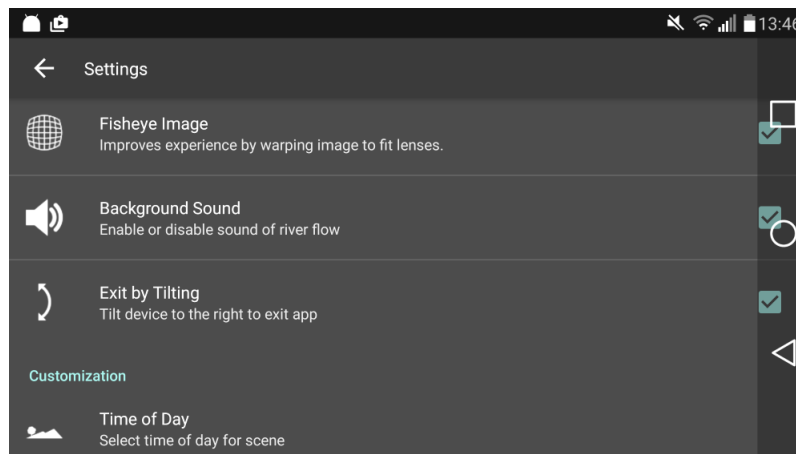 13:46
Settings
Fisheye Image
Improves experience by warping image to fit lenses.
Background Sound
Enable or disable sound of river flow
Exit by Tilting
Tilt device to the right to exit app
Customization
Time of Day
Select time of day for scene